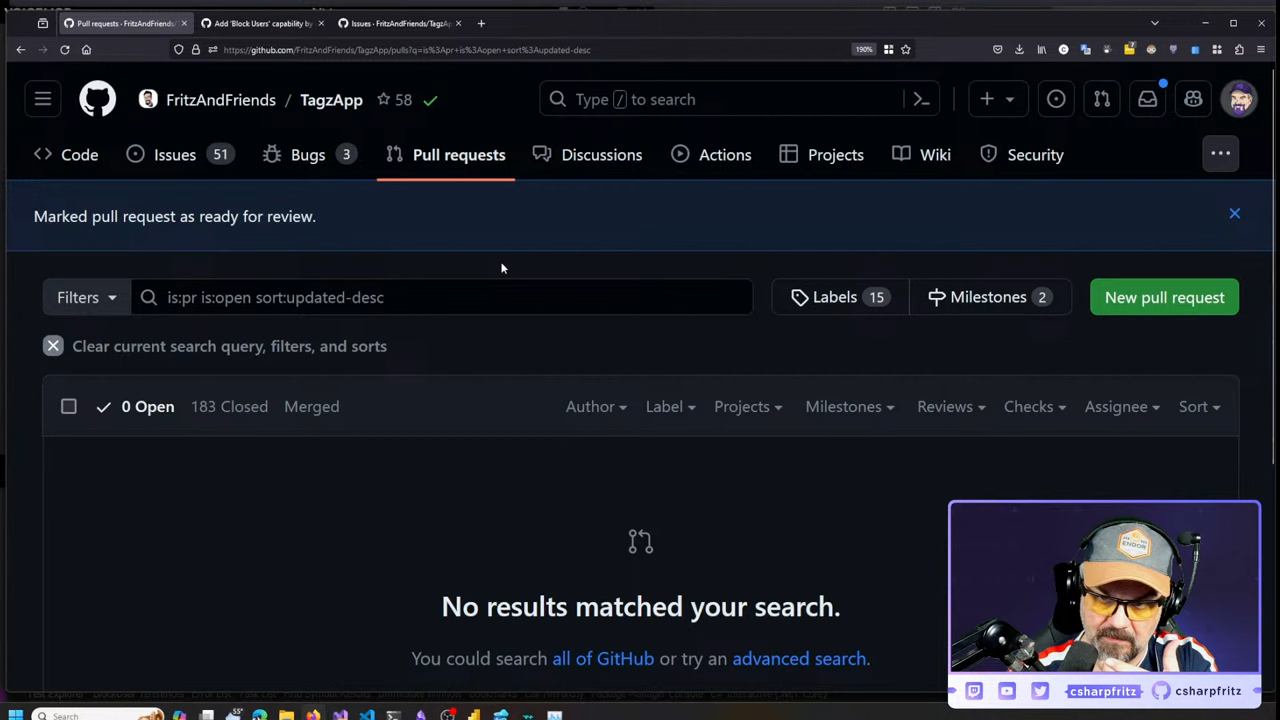 Pull requests · FritzAndFriends/
Add 'Block Users' capability by
Issues · FritzAndFriends/TagzAp
https://github.com/FritzAndFriends/TagzApp/pulls?q=is%3Apr+is%3Aopen+sort%3Aupdated-desc
190%
FritzAndFriends / TagzApp 58
Type / to search
Code
Issues 51
Bugs 3
Pull requests
Discussions
Actions
Projects
Wiki
Security
Marked pull request as ready for review.
Filters
is:pr is:open sort:updated-desc
Labels 15
Milestones 2
New pull request
Clear current search query, filters, and sorts
0 Open 183 Closed Merged
Author Label Projects Milestones Reviews Checks Assignee Sort
No results matched your search.
You could search all of GitHub or try an advanced search.
ENDOR
csharpfritz csharpfritz
Search